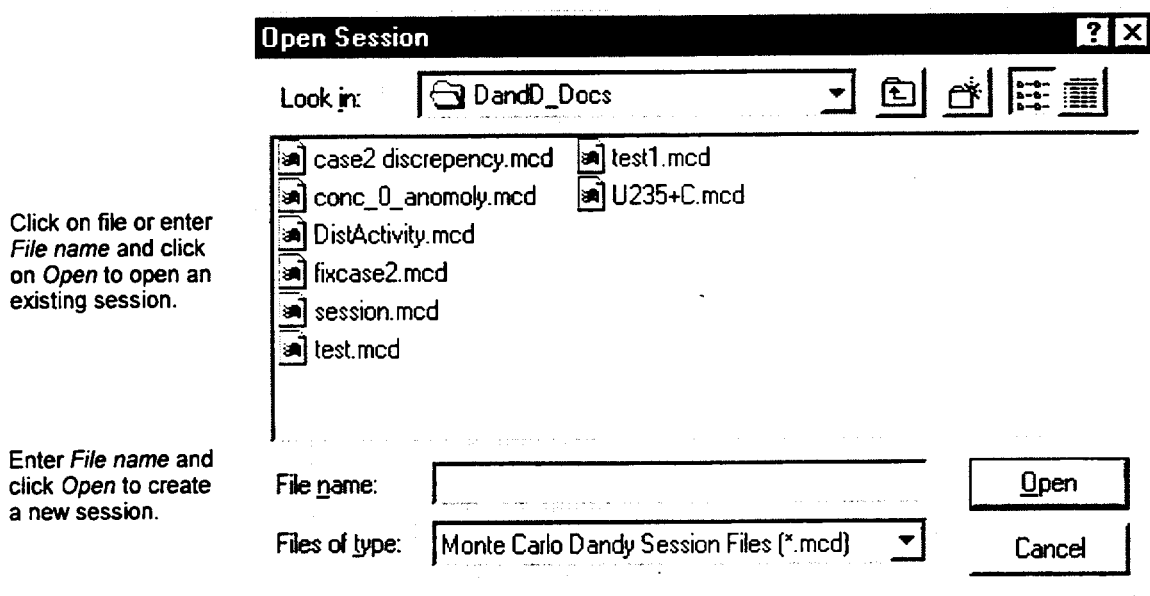 Open Session
Look in: DandD_Docs
case2 discrepency.mcd
conc_0_anomoly.mcd
DistActivity.mcd
fixcase2.mcd
session.mcd
test.mcd
test1.mcd
U235+C.mcd
Click on file or enter
File name and click
on Open to open an
existing session.
Enter File name and
click Open to create
a new session.
File name:
Open
Files of type: Monte Carlo Dandy Session Files (*.mcd)
Cancel